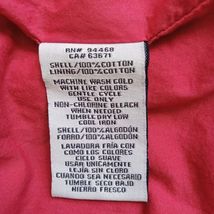 RN# 94468
CA# 63671
SHELL/100%COTTON
LINING/100%COTTON
MACHINE WASH COLD
WITH LIKE COLORS
GENTLE CYCLE
USE ONLY
NON-CHLORINE BLEACH
WHEN NEEDED
TUMBLE DRY LOW
COOL IRON
SHELL/100%ALGODÓN
FORRO/100%ALGODÓN
LAVADORA FRÍA CON
COMO LOS COLORES
CICLO SUAVE
USAR ÚNICAMENTE
LEJÍA SIN CLORO
CUANDO SEA NECESARIO
TUMBLE SECO BAJO
HIERRO FRESCO